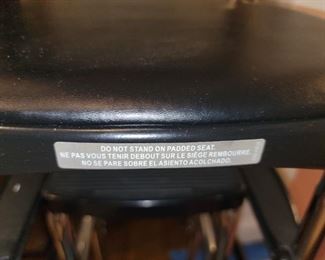 DO NOT STAND ON PADDED SEAT.
NE PAS VOUS TENIR DEBOUT SUR LE SIÈGE REMBOURRE.
NO SE PARE SOBRE EL ASIENTO ACOLCHADO.